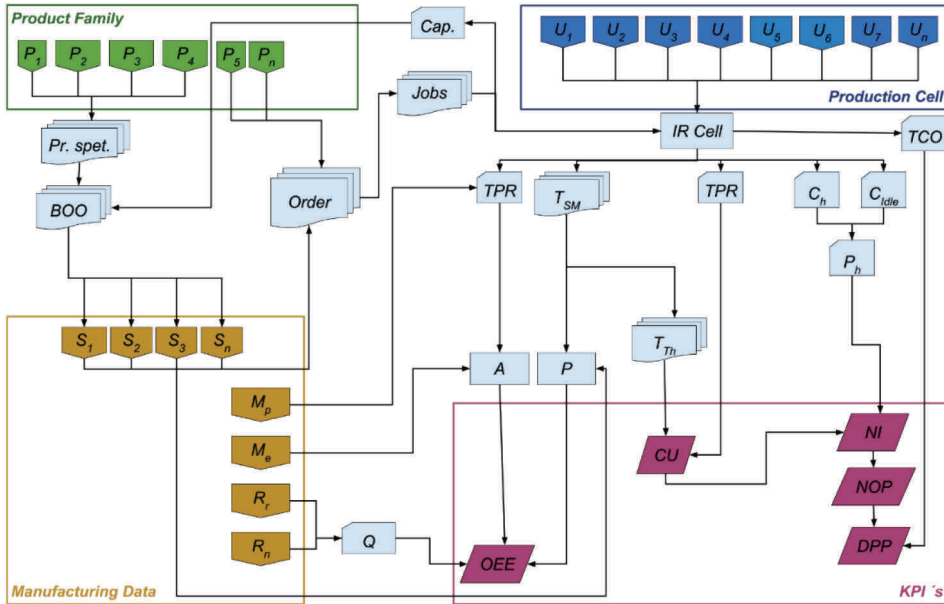 Product Family
P1 P2 P3 P4 P5 Pn
Cap.
U1 U2 U3 U4 U5 U6 U7 Un
Production Cell
Jobs
IR Cell
TCO
Pr. spet.
BOO
Order
TPR
TSM
TPR
Ch
CIdle
Ph
S1 S2 S3 Sn
TTh
A
P
Mp
Me
CU
NI
Rr
NOP
Rn
Q
OEE
DPP
Manufacturing Data
KPI ´s